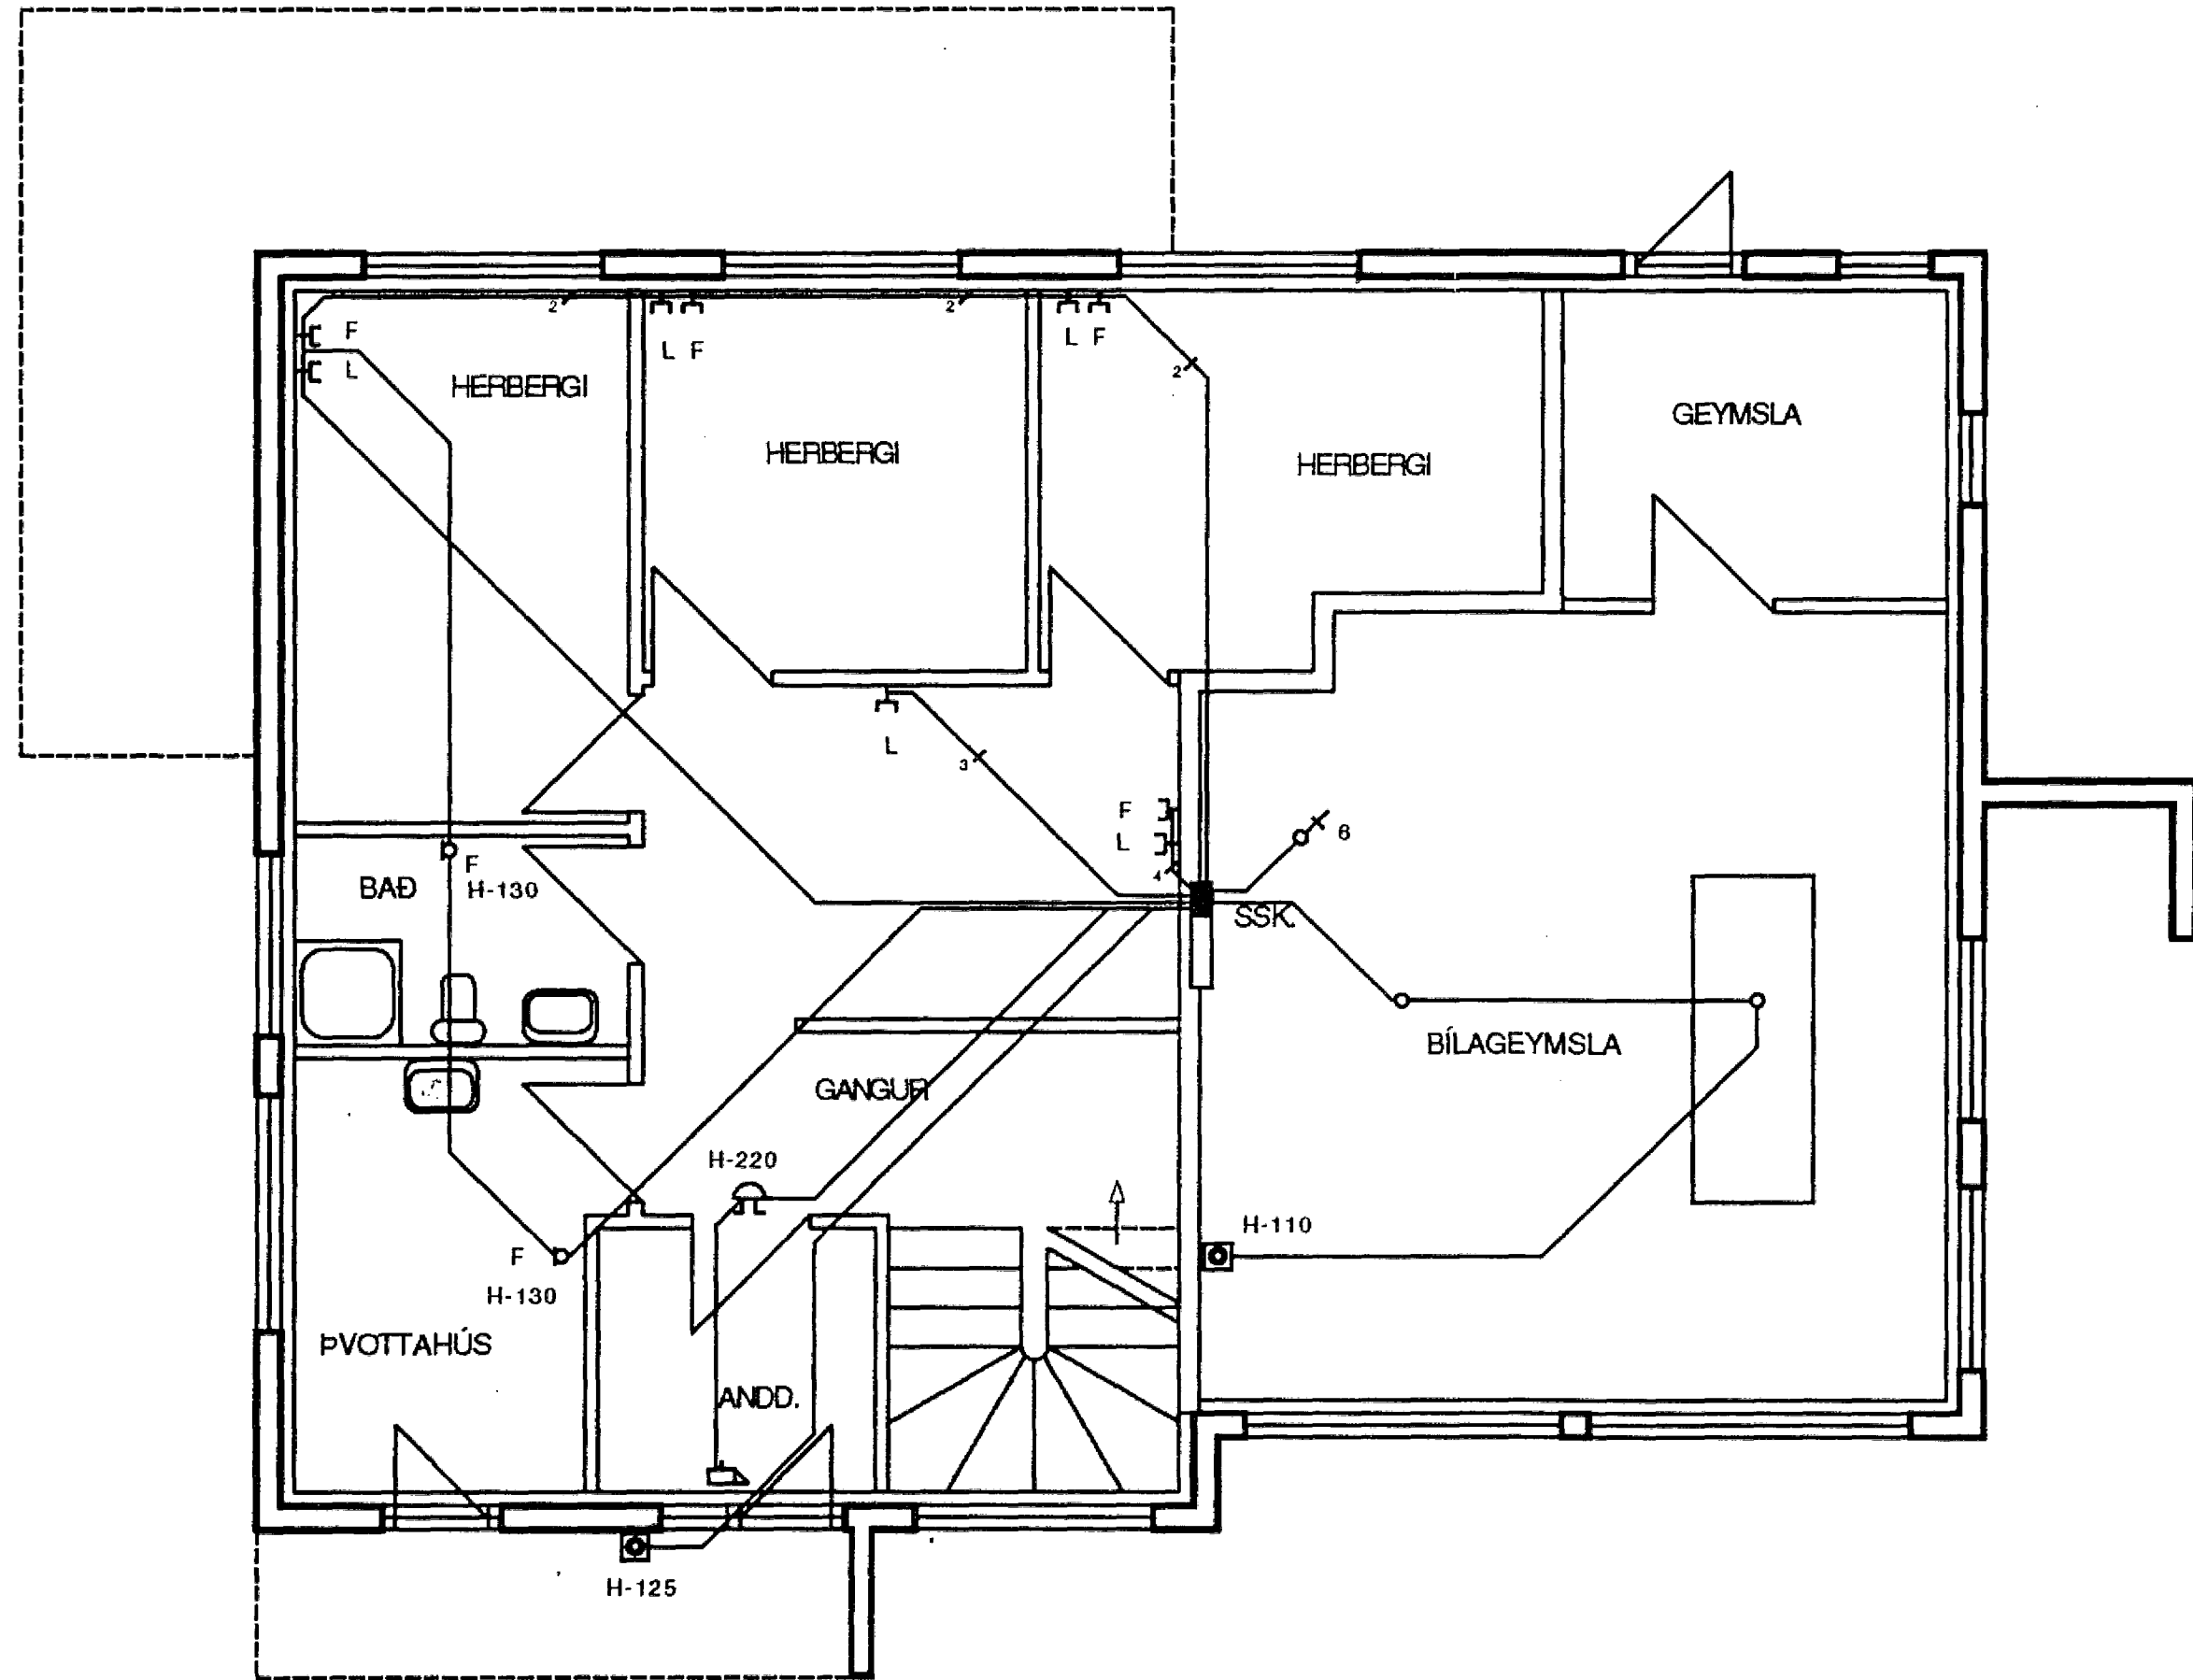 2
2
F
L
L F
L F
2
HERBERGI
HERBERGI
HERBERGI
GEYMSLA
L
3
F
L
4
6
F
H-130
BAÐ
SSK.
BÍLAGEYMSLA
GANGUR
H-220
H-110
F
H-130
ÞVOTTAHÚS
ANDD.
H-125